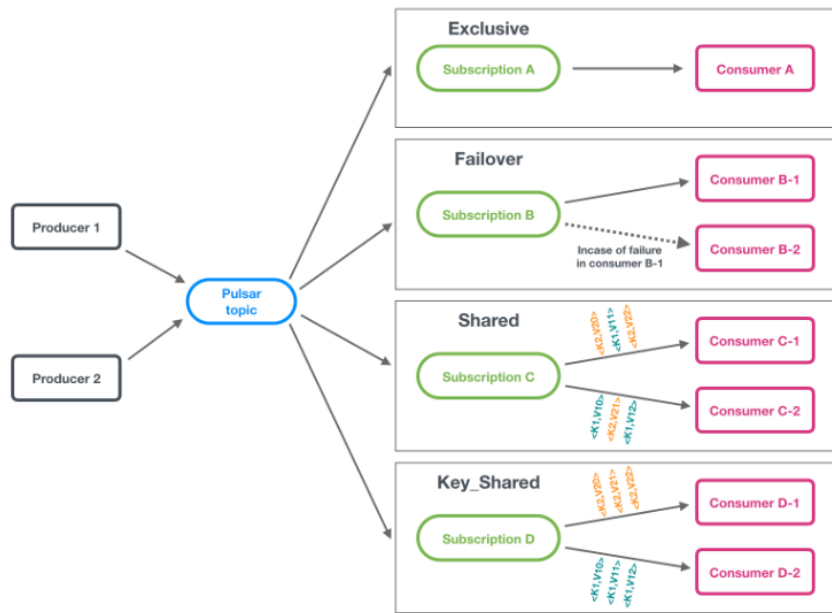 Exclusive
Subscription A
Consumer A
Failover
Subscription B
Consumer B-1
Consumer B-2
Incase of failure
in consumer B-1
Producer 1
Producer 2
Pulsar
topic
Shared
Subscription C
<K2,V20>
<K1,V11>
<K2,V22>
Consumer C-1
<K1,V10>
<K2,V21>
<K1,V12>
Consumer C-2
Key_Shared
Subscription D
<K2,V20>
<K2,V21>
<K2,V22>
Consumer D-1
<K1,V10>
<K1,V11>
<K1,V12>
Consumer D-2